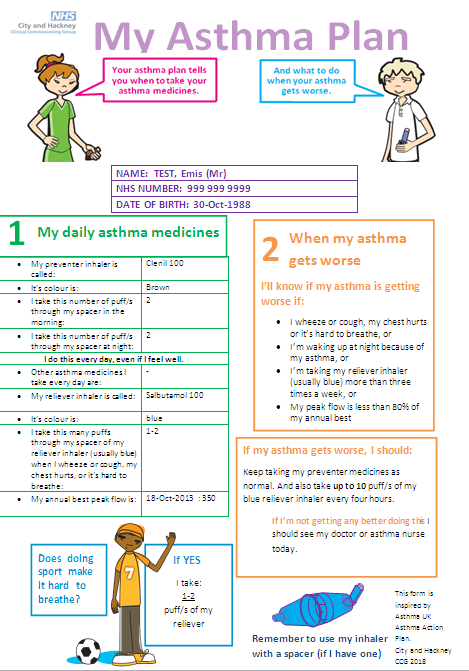 NHS
City and Hackney
Clinical Commissioning Group
My Asthma Plan
Your asthma plan tells
you when to take your
asthma medicines.
And what to do
when your asthma
gets worse.
NAME: TEST, Emis (Mr)
NHS NUMBER: 999 999 9999
DATE OF BIRTH: 30-Oct-1988
1 My daily asthma medicines
• My preventer inhaler is
called:
Clenil 100
• It's colour is:
Brown
• I take this number of puff/s
through my spacer in the
morning:
2
• I take this number of puff/s
through my spacer at night:
2
I do this every day, even if I feel well.
• Other asthma medicines I
take every day are:
-
• My reliever inhaler is called:
Salbutamol 100
• It's colour is:
blue
• I take this many puffs
through my spacer of my
reliever inhaler (usually blue)
when I wheeze or cough, my
chest hurts, or it's hard to
breathe:
1-2
• My annual best peak flow is:
18-Oct-2013 : 350
2 When my asthma
gets worse
I'll know if my asthma is getting
worse if:
• I wheeze or cough, my chest hurts
or it's hard to breathe, or
• I'm waking up at night because of
my asthma, or
• I'm taking my reliever inhaler
(usually blue) more than three
times a week, or
• My peak flow is less than 80% of
my annual best
If my asthma gets worse, I should:
Keep taking my preventer medicines as
normal. And also take up to 10 puff/s of my
blue reliever inhaler every four hours.
If I'm not getting any better doing this I
should see my doctor or asthma nurse
today.
Does doing
sport make
it hard to
breathe?
7
If YES
I take:
1-2
puff/s of my
reliever
Remember to use my inhaler
with a spacer (if I have one)
This form is
inspired by
Asthma UK
Asthma Action
Plan.
City and Hackney
CCG 2018